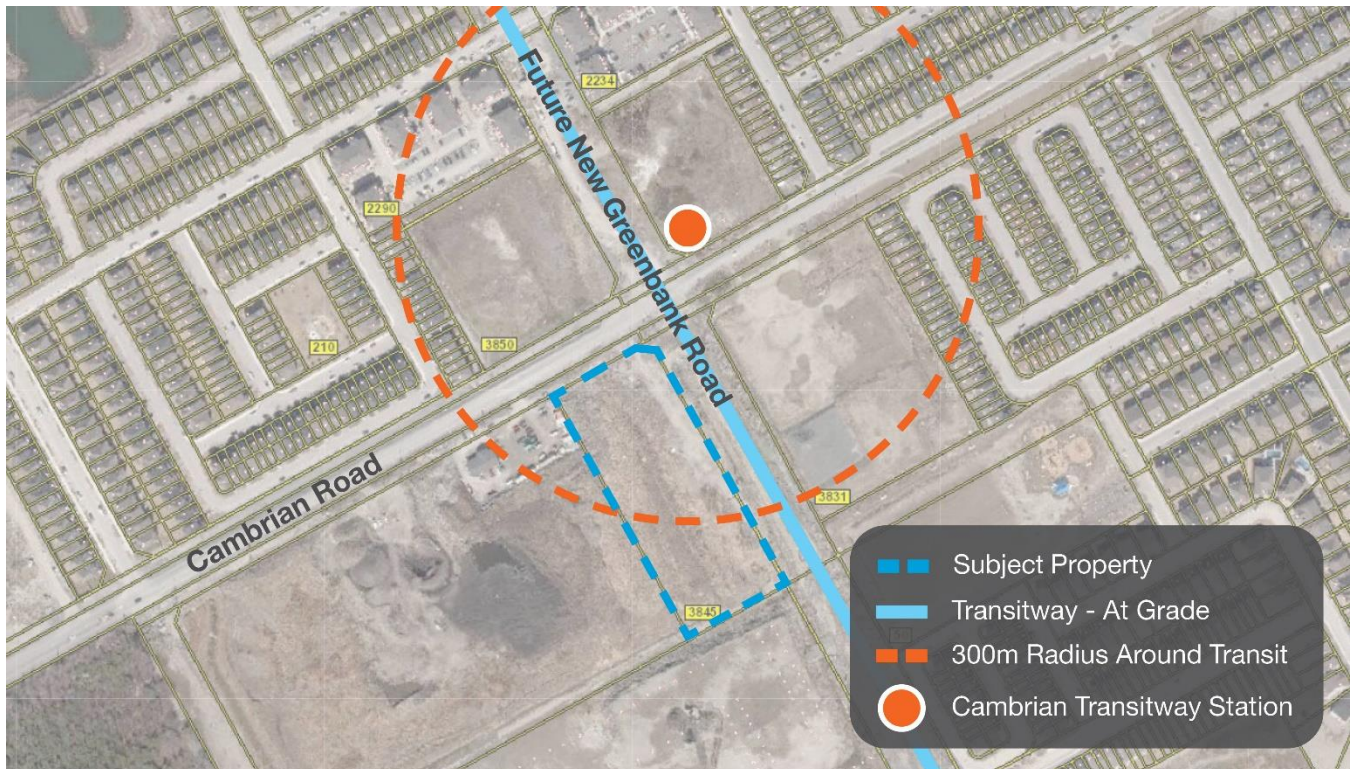 2234
Future New Greenbank Road
2290
210
3850
Cambrian Road
3831
3845
Subject Property
Transitway - At Grade
300m Radius Around Transit
Cambrian Transitway Station